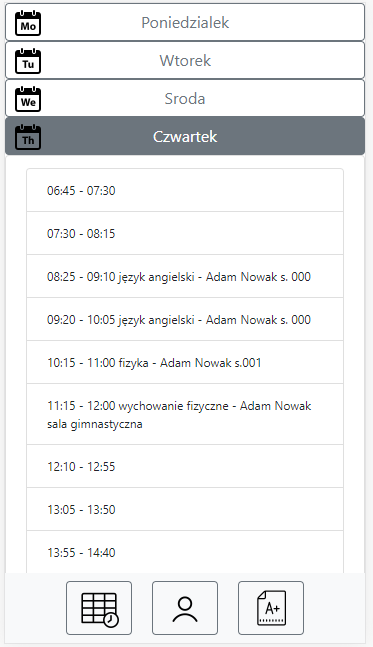 Mo Poniedziałek
Tu Wtorek
We Sroda
Th Czwartek
06:45 - 07:30
07:30 - 08:15
08:25 - 09:10 język angielski - Adam Nowak s. 000
09:20 - 10:05 język angielski - Adam Nowak s. 000
10:15 - 11:00 fizyka - Adam Nowak s.001
11:15 - 12:00 wychowanie fizyczne - Adam Nowak
sala gimnastyczna
12:10 - 12:55
13:05 - 13:50
13:55 - 14:40
A+